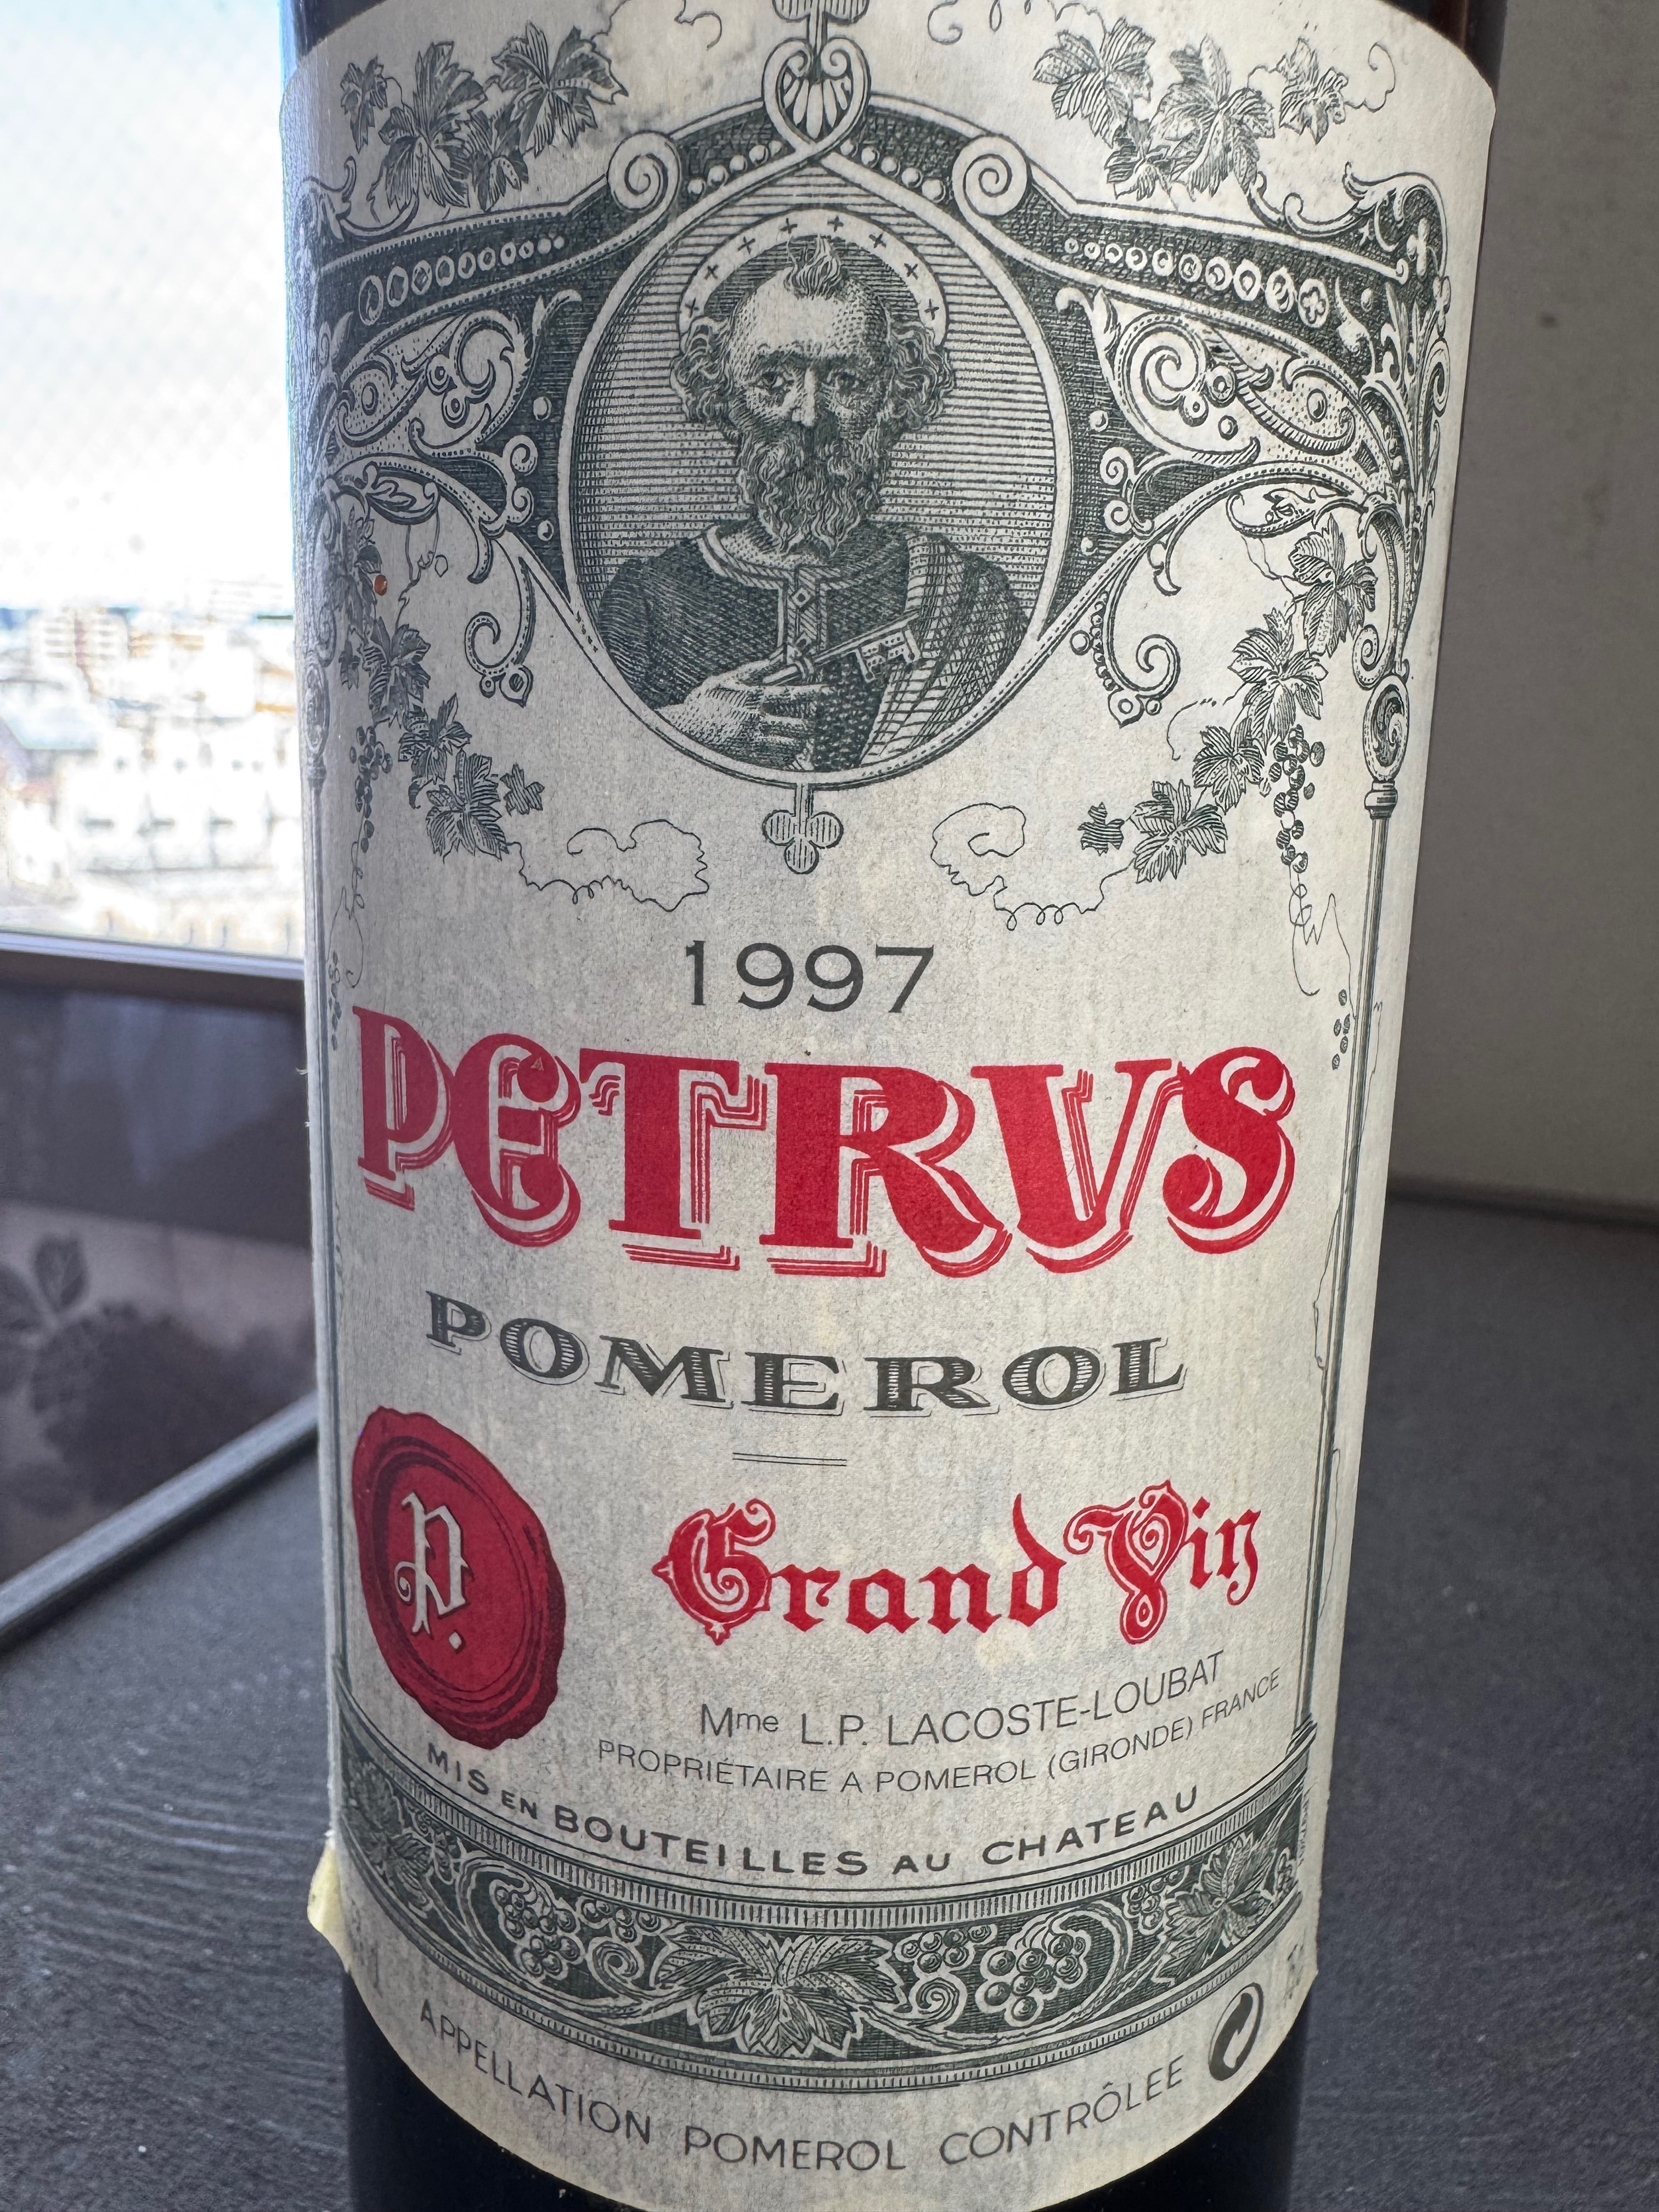 1997
PETRVS
POMEROL
P.
Grand Vin
Mme L.P. LACOSTE-LOUBAT
PROPRIÉTAIRE A POMEROL (GIRONDE) FRANCE
MIS EN BOUTEILLES AU CHATEAU
APPELLATION POMEROL CONTRÔLEE